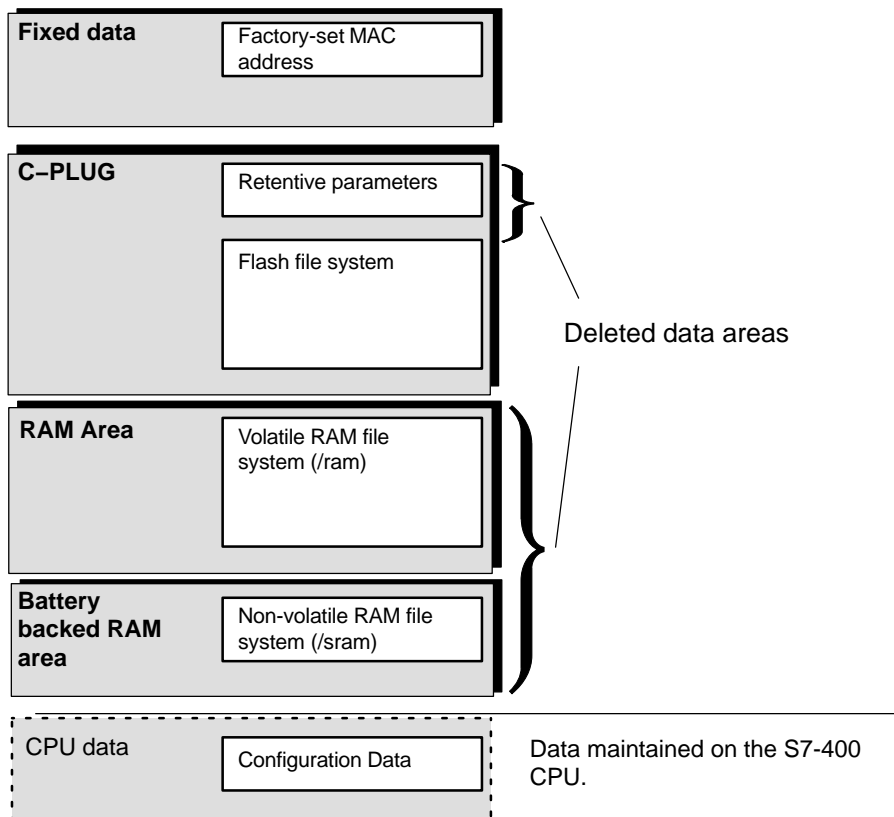 Fixed data
Factory-set MAC
address
C–PLUG
Retentive parameters
Flash file system
Deleted data areas
RAM Area
Volatile RAM file
system (/ram)
Battery
backed RAM
area
Non-volatile RAM file
system (/sram)
CPU data
Configuration Data
Data maintained on the S7-400
CPU.